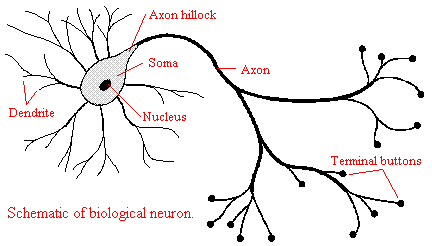 Axon hillock
Soma
Axon
Nucleus
Dendrite
Terminal buttons
Schematic of biological neuron.